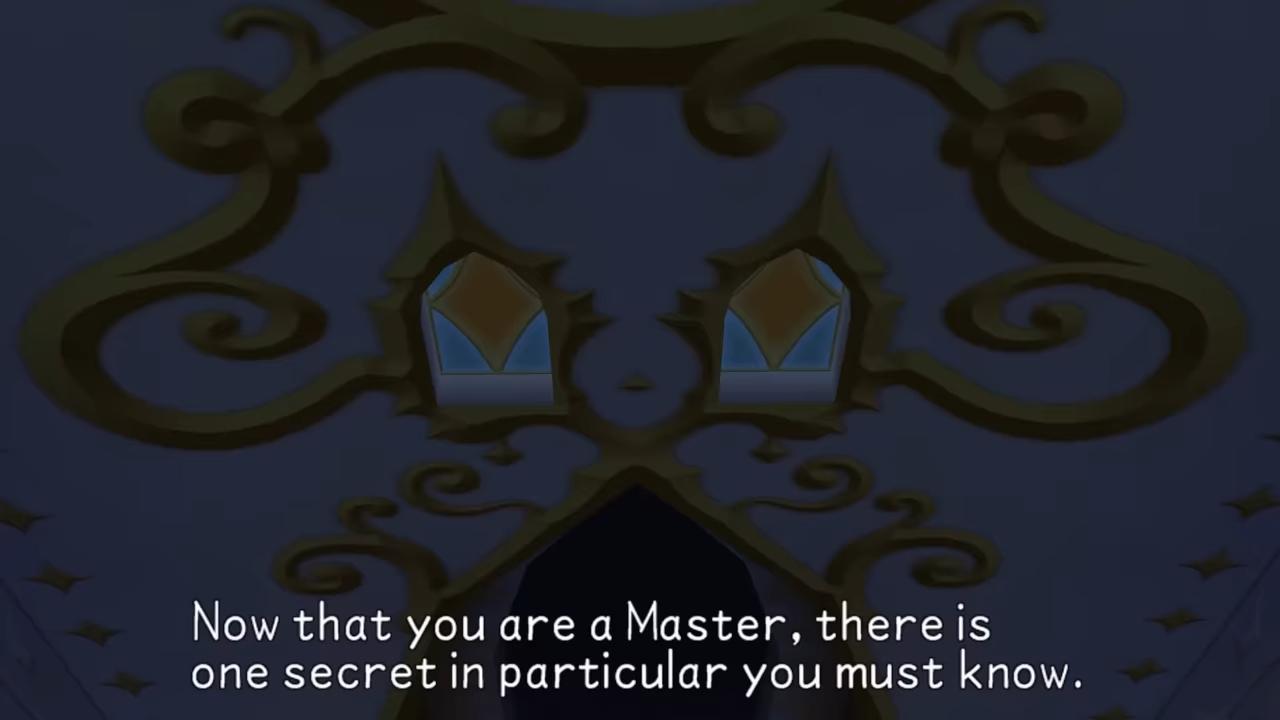 Now that you are a Master, there is
one secret in particular you must know.